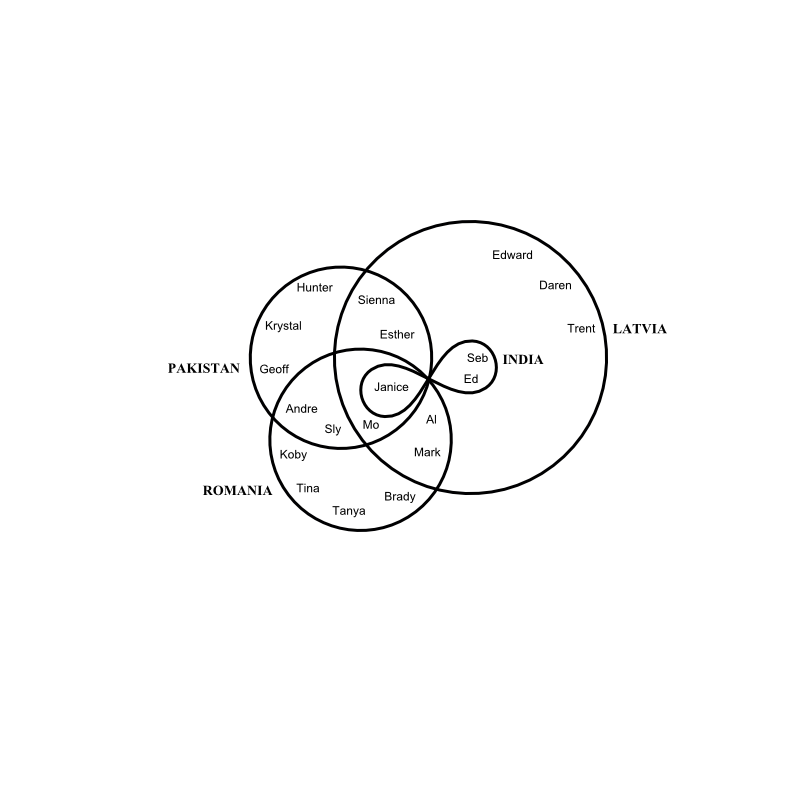 Edward
Daren
Hunter
Sienna
Krystal
Trent
LATVIA
Esther
Seb
INDIA
PAKISTAN
Geoff
Ed
Janice
Andre
Al
Mo
Sly
Mark
Koby
ROMANIA
Tina
Brady
Tanya